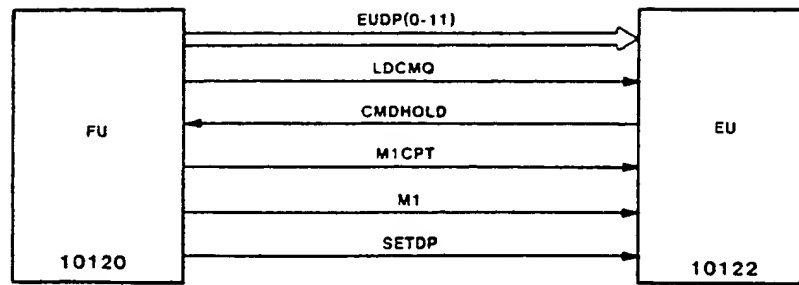 EUDP(0-11)
LDCMQ
CMDHOLD
FU
EU
M1CPT
M1
SETDP
10120
10122